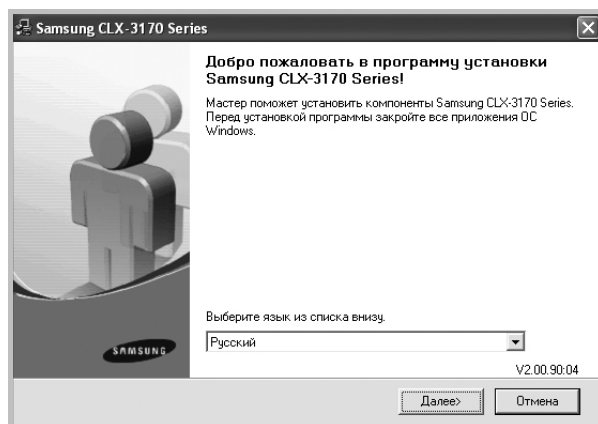 Samsung CLX-3170 Series
Добро пожаловать в программу установки
Samsung CLX-3170 Series!
Мастер поможет установить компоненты Samsung CLX-3170 Series.
Перед установкой программы закройте все приложения ОС
Windows.
Выберите язык из списка внизу.
Русский
SAMSUNG
V2.00.90:04
Далее>
Отмена